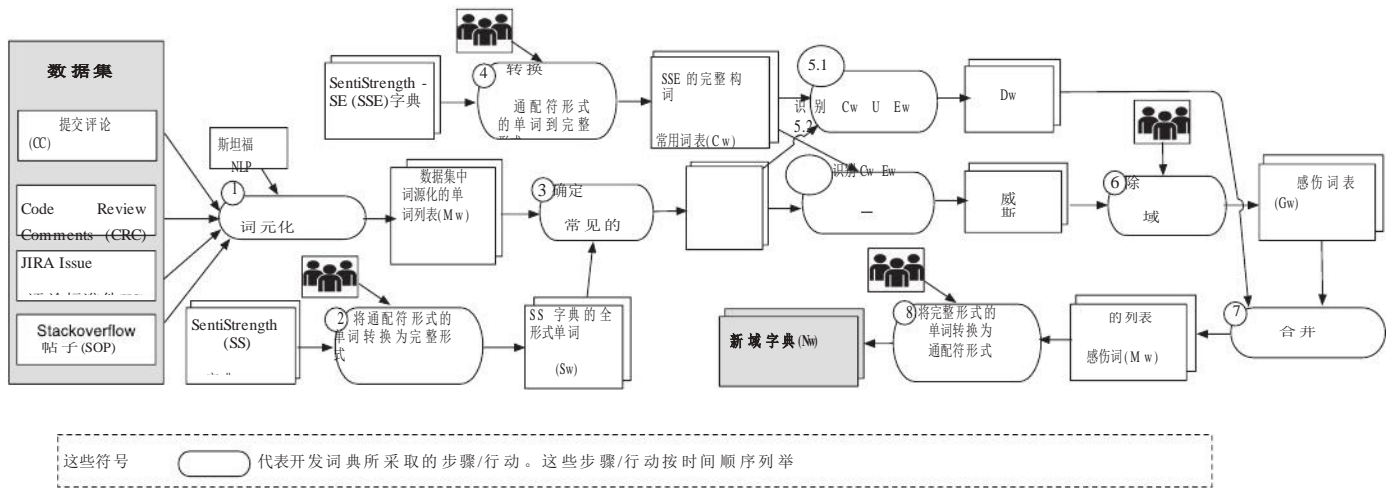 数据集
提交评论
(CC)
Code Review
Comments (CRC)
JIRA Issue
Stackoverflow
帖子(SOP)
斯坦福
NLP
1
词元化
SentiStrength
(SS)
2 将通配符形式的
单词转换为完整形
式
数据集中
词源化的单
词列表(Mw)
3 确定
常见的
SS 字典的全
形式单词
(Sw)
SentiStrength -
SE (SSE)字典
4 转换
通配符形式
的单词到完整
SSE 的完整构
词
常用词表(Cw)
5.1
识别 Cw U Ew
5.2
识别 Cw Ew
Dw
威
斯
6 除
域
感伤词表
(Gw)
7
合并
的列表
感伤词(Mw)
8 将完整形式的
单词转换为
通配符形式
新域字典(Nw)
这些符号 代表开发词典所采取的步骤/行动。这些步骤/行动按时间顺序列举